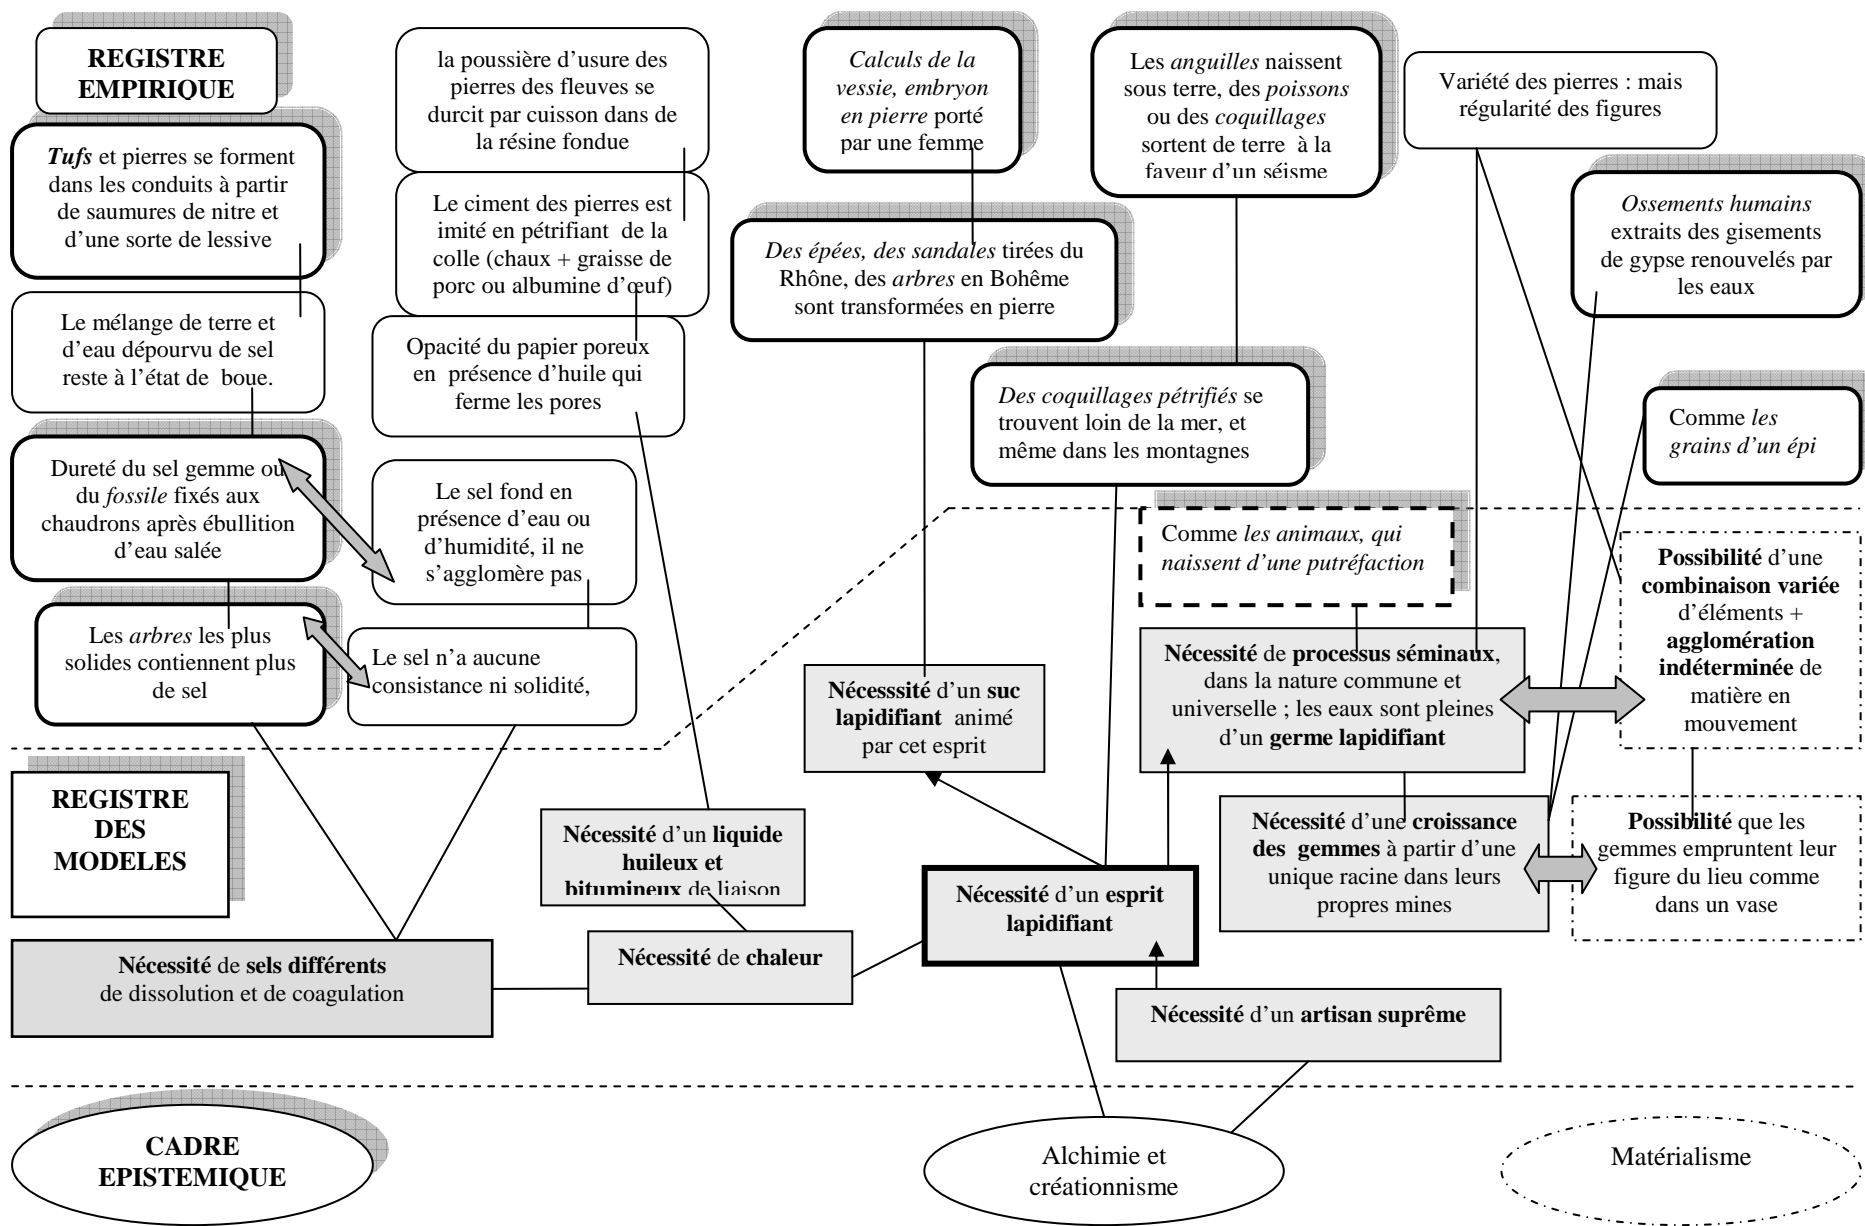 REGISTRE
EMPIRIQUE
Tufs et pierres se forment
dans les conduits à partir
de saumures de nitre et
d'une sorte de lessive
Le mélange de terre et
d'eau dépourvu de sel
reste à l'état de boue.
Dureté du sel gemme ou
du fossile fixés aux
chaudrons après ébullition
d'eau salée
Les arbres les plus
solides contiennent plus
de sel
la poussière d'usure des
pierres des fleuves se
durcit par cuisson dans de
la résine fondue
Le ciment des pierres est
imité en pétrifiant de la
colle (chaux + graisse de
porc ou albumine d'œuf)
Opacité du papier poreux
en présence d'huile qui
ferme les pores
Le sel fond en
présence d'eau ou
d'humidité, il ne
s'agglomère pas
Le sel n'a aucune
consistance ni solidité,
Calculs de la
vessie, embryon
en pierre porté
par une femme
Des épées, des sandales tirées du
Rhône, des arbres en Bohême
sont transformées en pierre
Les anguilles naissent
sous terre, des poissons
ou des coquillages
sortent de terre à la
faveur d'un séisme
Des coquillages pétrifiés se
trouvent loin de la mer, et
même dans les montagnes
Variété des pierres : mais
régularité des figures
Ossements humains
extraits des gisements
de gypse renouvelés par
les eaux
Comme les
grains d'un épi
Comme les animaux, qui
naissent d'une putréfaction
Possibilité d'une
combinaison variée
d'éléments +
agglomération
indéterminée de
matière en
mouvement
Nécesssité d'un suc
lapidifiant animé
par cet esprit
Nécessité de processus séminaux,
dans la nature commune et
universelle ; les eaux sont pleines
d'un germe lapidifiant
REGISTRE
DES
MODELES
Nécessité d'un liquide
huileux et
bitumineux de liaison
Nécessité d'une croissance
des gemmes à partir d'une
unique racine dans leurs
propres mines
Possibilité que les
gemmes empruntent leur
figure du lieu comme
dans un vase
Nécessité d'un esprit
lapidifiant
Nécessité de chaleur
Nécessité de sels différents
de dissolution et de coagulation
Nécessité d'un artisan suprême
CADRE
EPISTEMIQUE
Alchimie et
créationnisme
Matérialisme